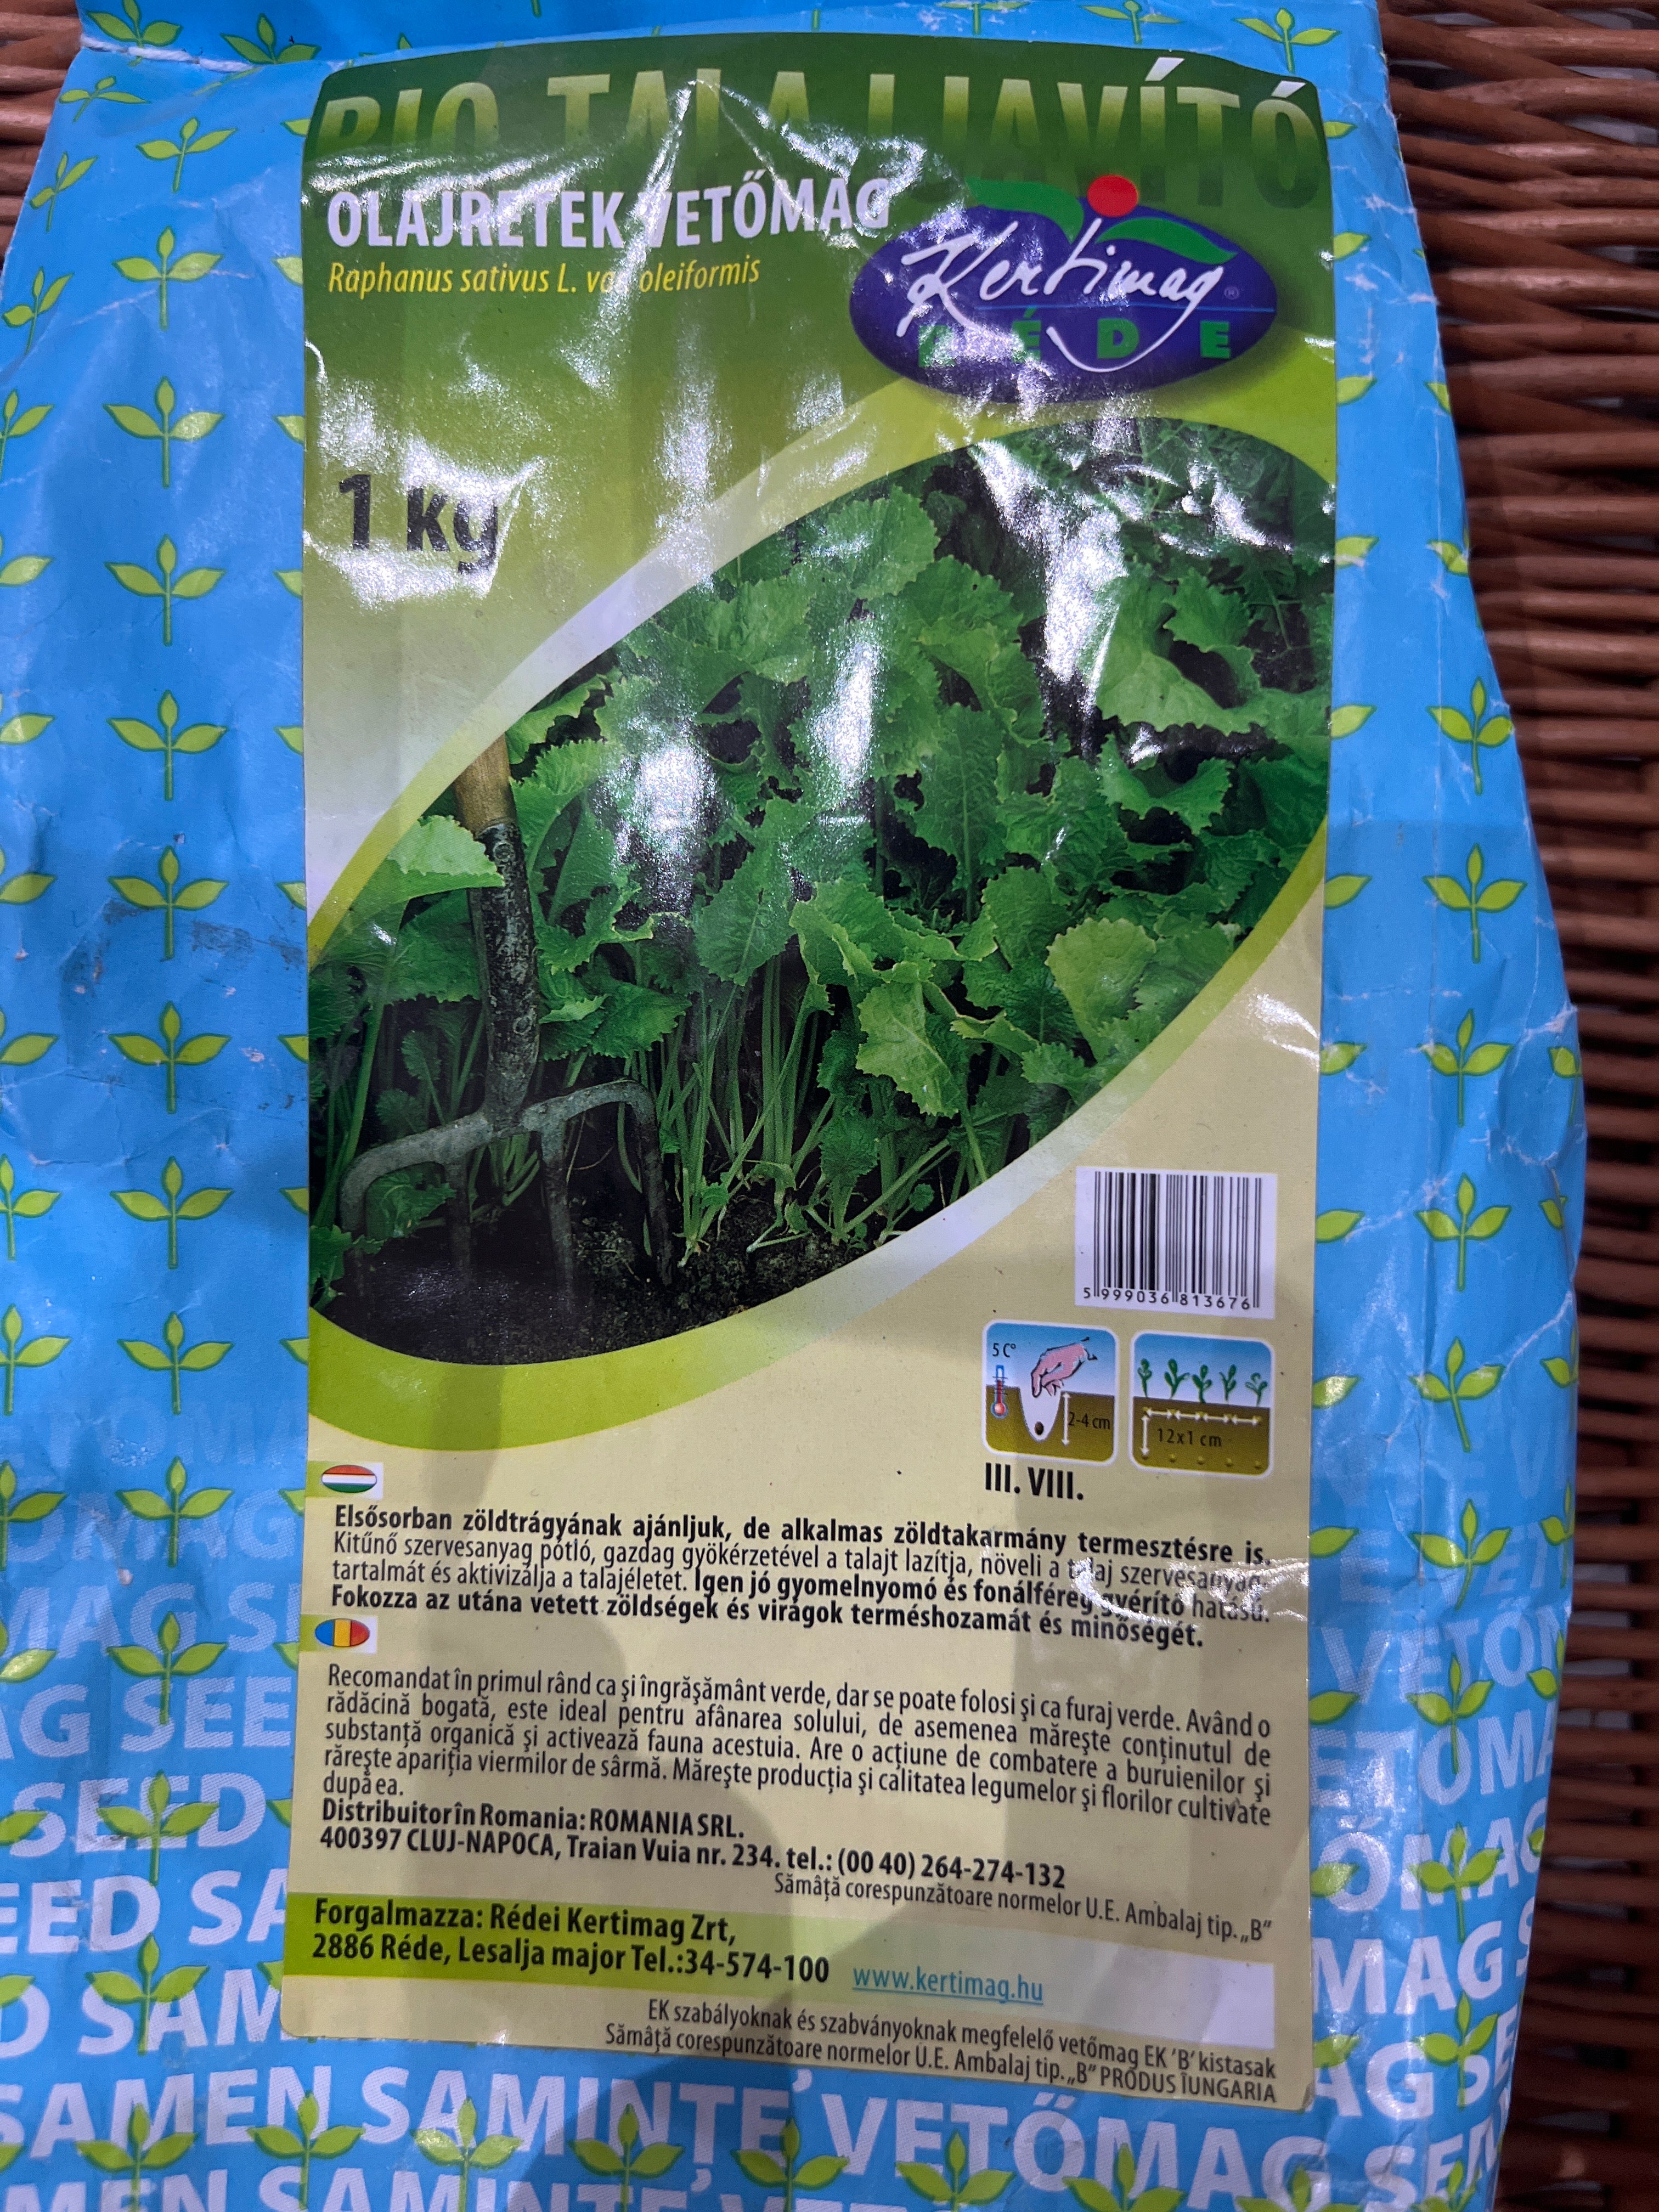 BIO TALAJJAVÍTÓ
OLAJRETEK VETŐMAG
Raphanus sativus L. var oleiformis
Kertimag®
RÉDE
1 kg
5 999036 813676
5 C°
2-4 cm
12x1 cm
III. VIII.
Elsősorban zöldtrágyának ajánljuk, de alkalmas zöldtakarmány termesztésre is.
Kitűnő szervesanyag pótló, gazdag gyökérzetével a talajt lazítja, növeli a talaj szervesanyag-
tartalmát és aktivizálja a talajéletet. Igen jó gyomelnyomó és fonálféreg gyérítő hatású.
Fokozza az utána vetett zöldségek és virágok terméshozamát és minőségét.
Recomandat în primul rând ca şi îngrăşământ verde, dar se poate folosi şi ca furaj verde. Având o
rădăcină bogată, este ideal pentru afânarea solului, de asemenea măreşte conţinutul de
substanţă organică şi activează fauna acestuia. Are o acţiune de combatere a buruienilor şi
răreşte apariţia viermilor de sârmă. Măreşte producţia şi calitatea legumelor şi florilor cultivate
după ea.
Distribuitor în Romania: ROMANIA SRL.
400397 CLUJ-NAPOCA, Traian Vuia nr. 234. tel.: (00 40) 264-274-132
Sămâţă corespunzătoare normelor U.E. Ambalaj tip. „B”
Forgalmazza: Rédei Kertimag Zrt,
2886 Réde, Lesalja major Tel.:34-574-100
www.kertimag.hu
EK szabályoknak és szabványoknak megfelelő vetőmag EK 'B' kistasak
Sămâţă corespunzătoare normelor U.E. Ambalaj tip. „B” PRODUS ÎUNGARIA
SAMEN SAMINŢE VETŐMAG SEED